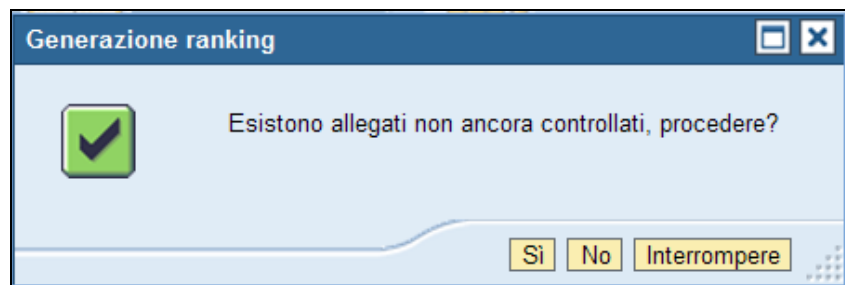 Generazione ranking
Esistono allegati non ancora controllati, procedere?
Sì No Interrompere